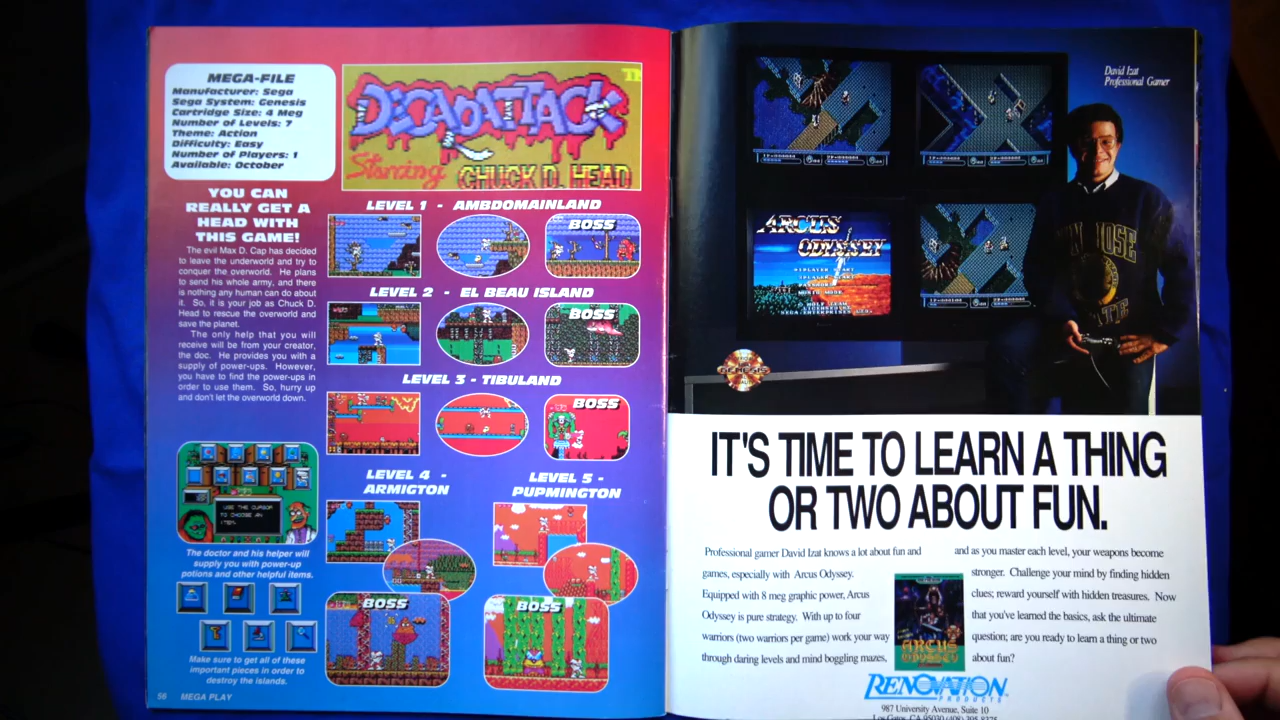 MEGA-FILE
Manufacturer: Sega
Sega System: Genesis
Cartridge Size: 4 Meg
Number of Levels: 7
Theme: Action
Difficulty: Easy
Number of Players: 1
Available: October
DECAPATTACK
Starring CHUCK D. HEAD
YOU CAN
REALLY GET A
HEAD WITH
THIS GAME!
The evil Max D. Cap has decided
to leave the underworld and try to
conquer the overworld. He plans
to send his whole army, and there
is nothing any human can do about
it. So, it is your job as Chuck D.
Head to rescue the overworld and
save the planet.
The only help that you will
receive will be from your creator,
the doc. He provides you with a
supply of power-ups. However,
you have to find the power-ups in
order to use them. So, hurry up
and don't let the overworld down.
USE THE CURSOR
TO CHOOSE AN
ITEM.
The doctor and his helper will
supply you with power-up
potions and other helpful items.
Make sure to get all of these
important pieces in order to
destroy the islands.
LEVEL 1 - AMBDOMAINLAND
BOSS
LEVEL 2 - EL BEAU ISLAND
BOSS
LEVEL 3 - TIBULAND
BOSS
LEVEL 4 -
ARMIGTON
BOSS
LEVEL 5 -
PUPMINGTON
BOSS
56 MEGA PLAY
David Izat
Professional Gamer
ARCUS
ODYSSEY
GENESIS
IT'S TIME TO LEARN A THING
OR TWO ABOUT FUN.
Professional gamer David Izat knows a lot about fun and
games, especially with Arcus Odyssey.
Equipped with 8 meg graphic power, Arcus
Odyssey is pure strategy. With up to four
warriors (two warriors per game) work your way
through daring levels and mind boggling mazes,
and as you master each level, your weapons become
stronger. Challenge your mind by finding hidden
clues; reward yourself with hidden treasures. Now
that you've learned the basics, ask the ultimate
question; are you ready to learn a thing or two
about fun?
ARCUS
ODYSSEY
RENOVATION
PRODUCTS
987 University Avenue, Suite 10
Los Gatos, CA 95030 (408) 395-8375